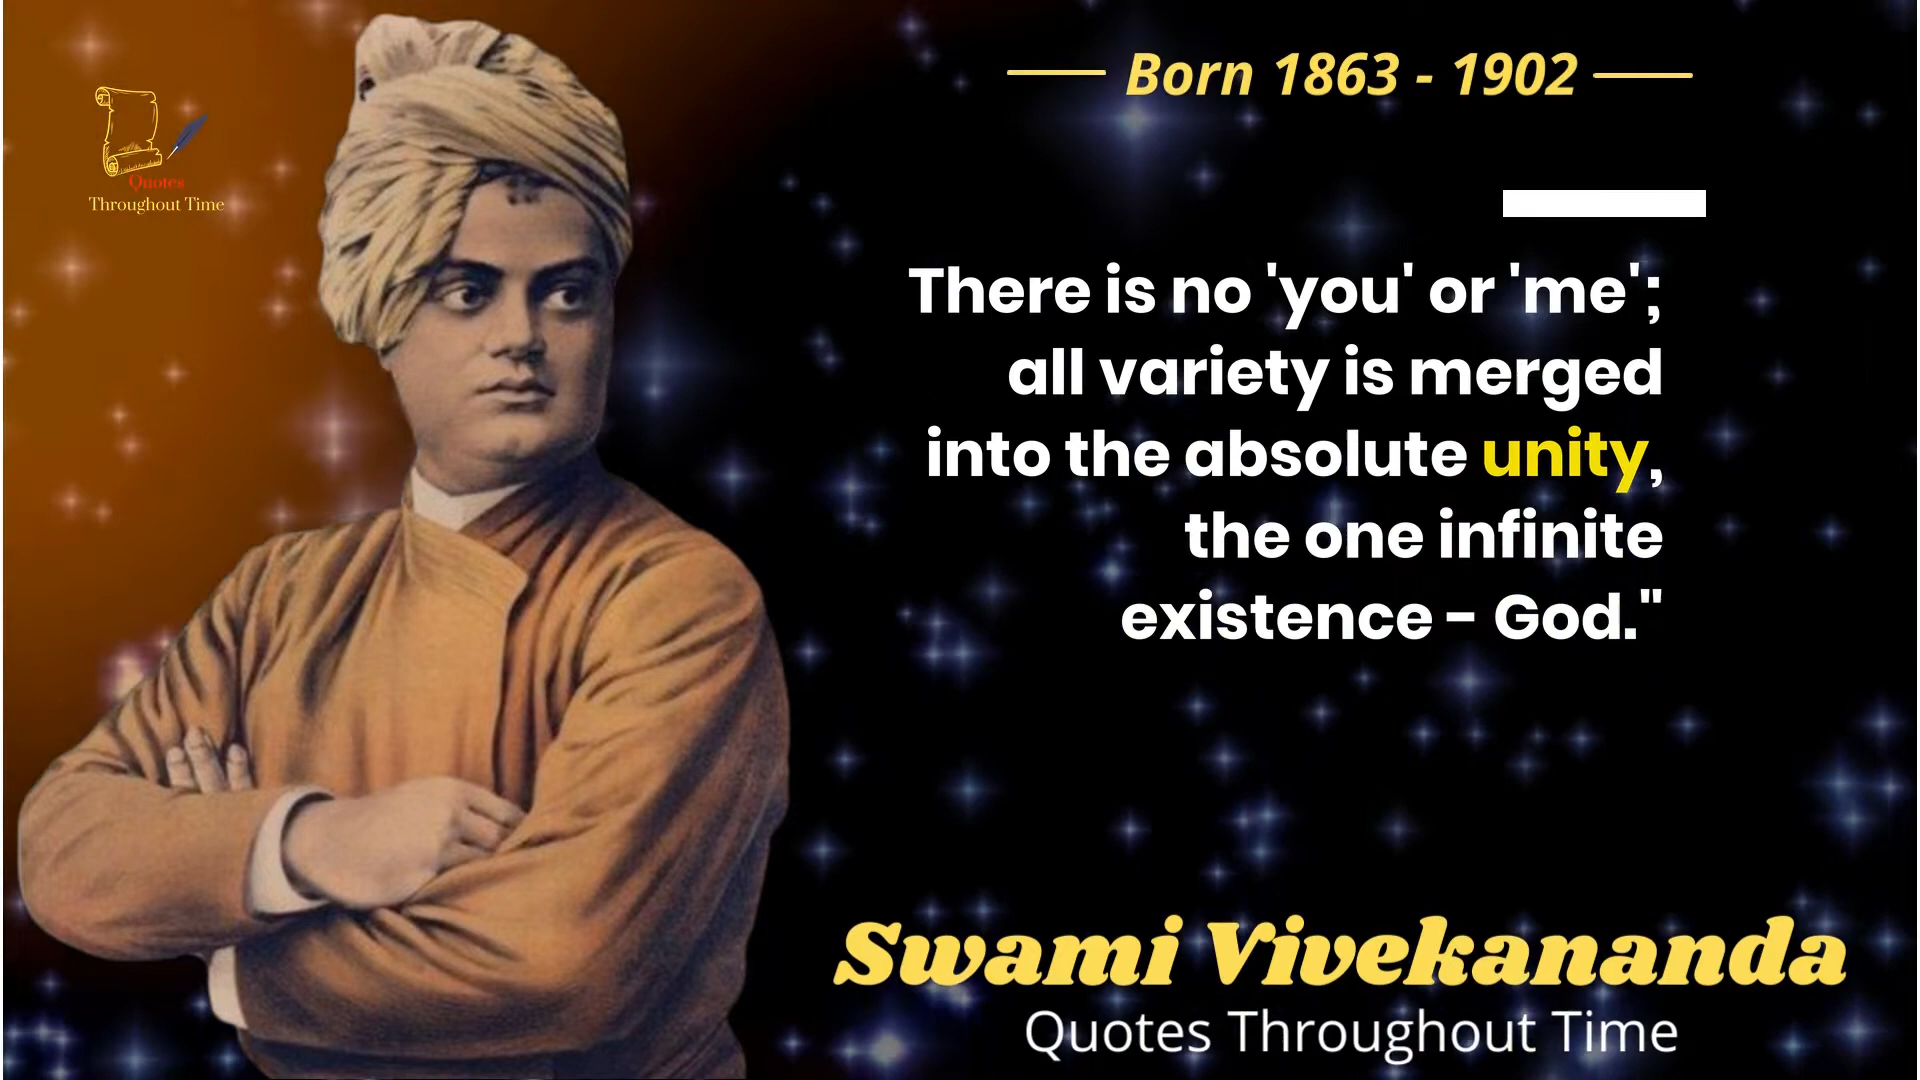 Quotes
Throughout Time
Born 1863 - 1902
There is no 'you' or 'me';
all variety is merged
into the absolute unity,
the one infinite
existence - God."
Swami Vivekananda
Quotes Throughout Time